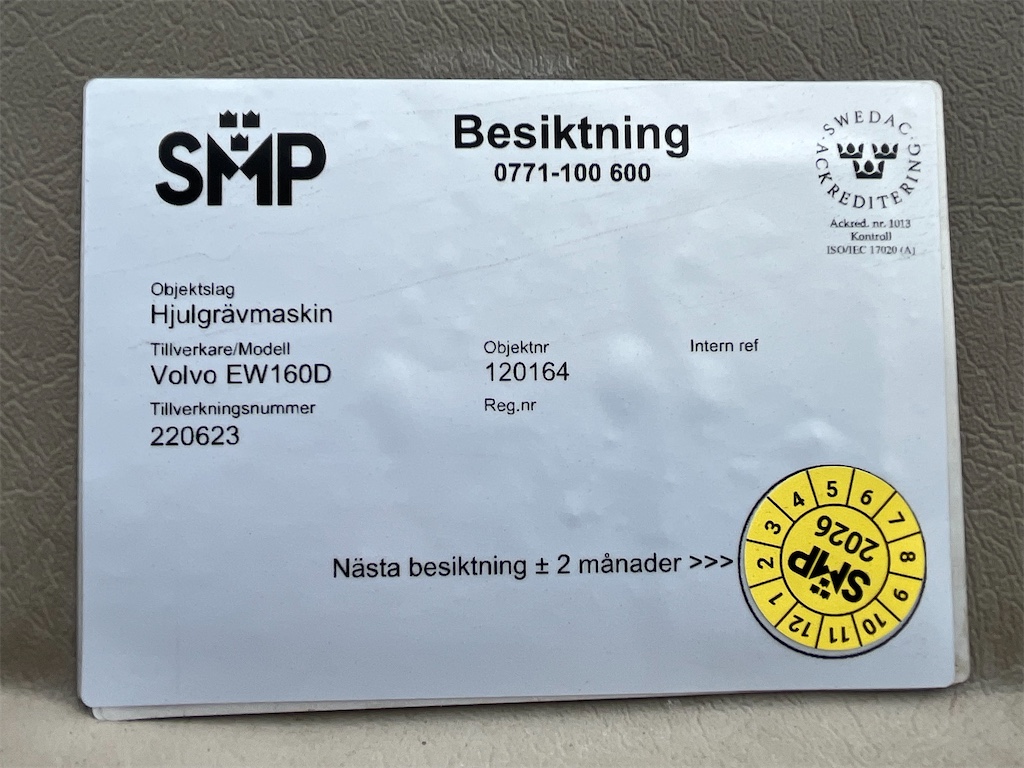 SMP
Besiktning
0771-100 600
SWEDAC ACKREDITERING
Ackred. nr. 1013
Kontroll
ISO/IEC 17020 (A)
Objektslag
Hjulgrävmaskin
Tillverkare/Modell
Volvo EW160D
Objektnr
120164
Intern ref
Tillverkningsnummer
220623
Reg.nr
Nästa besiktning ± 2 månader >>>
1 2 3 4 5 6 7 8 9 10 11 12
SMP
2026